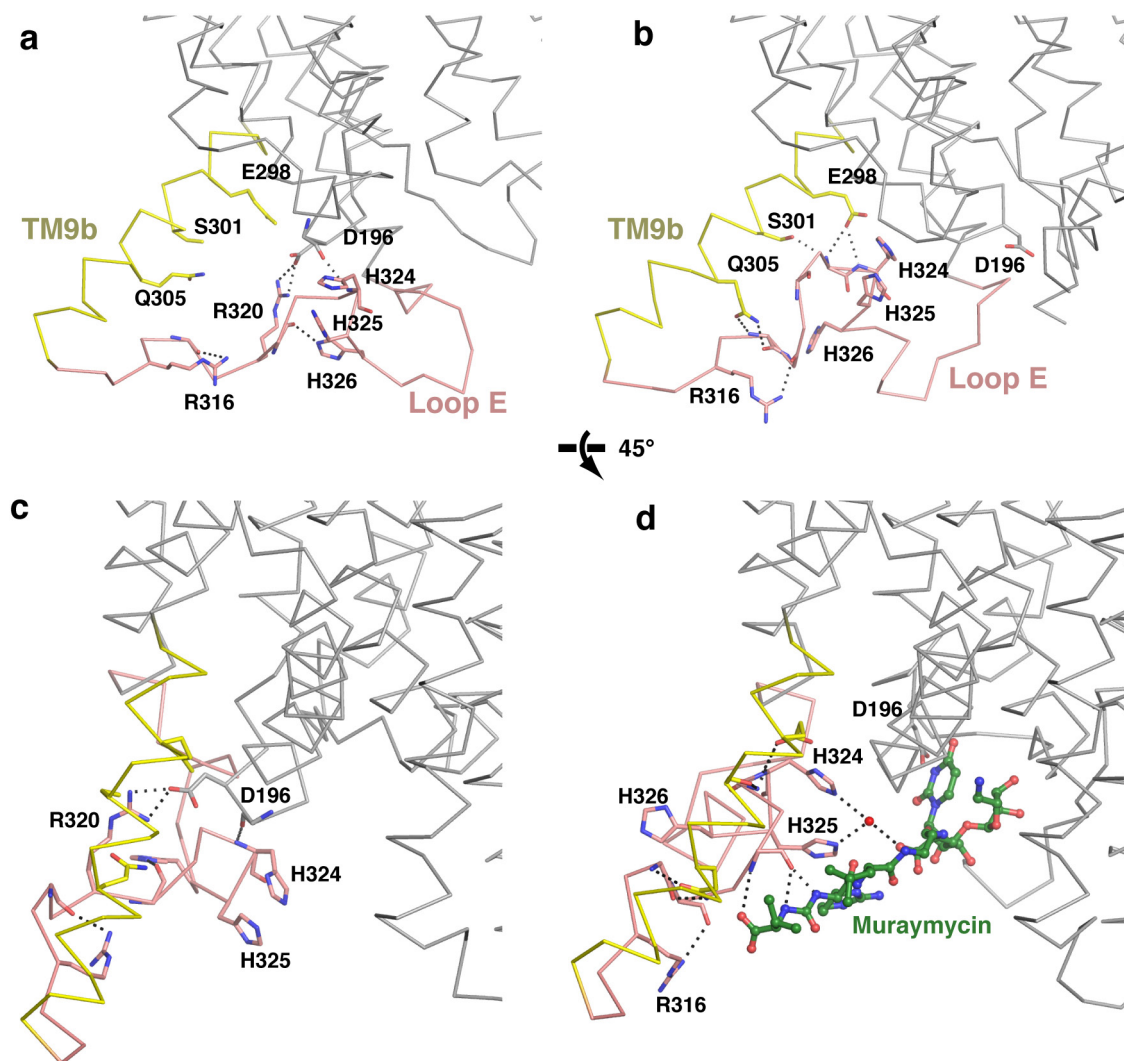 a
E298
S301
D196
TM9b
Q305
H324
R320
H325
H326
R316
Loop E
b
E298
S301
Q305
H324
D196
H325
H326
R316
Loop E
TM9b
45°
c
D196
R320
H324
H325
d
D196
H324
H326
H325
Muraymycin
R316